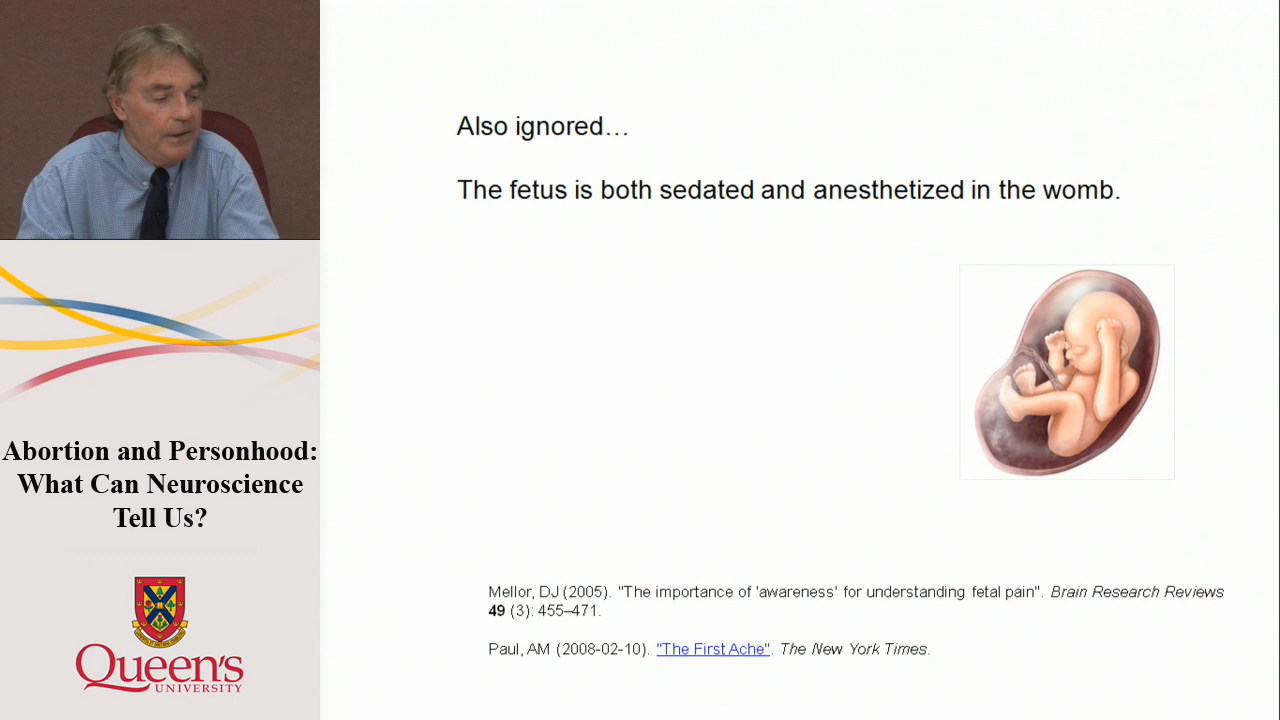 Also ignored…
The fetus is both sedated and anesthetized in the womb.
Abortion and Personhood:
What Can Neuroscience
Tell Us?
Queen's
UNIVERSITY
Mellor, DJ (2005). "The importance of 'awareness' for understanding fetal pain". Brain Research Reviews
49 (3): 455–471.
Paul, AM (2008-02-10). "The First Ache". The New York Times.